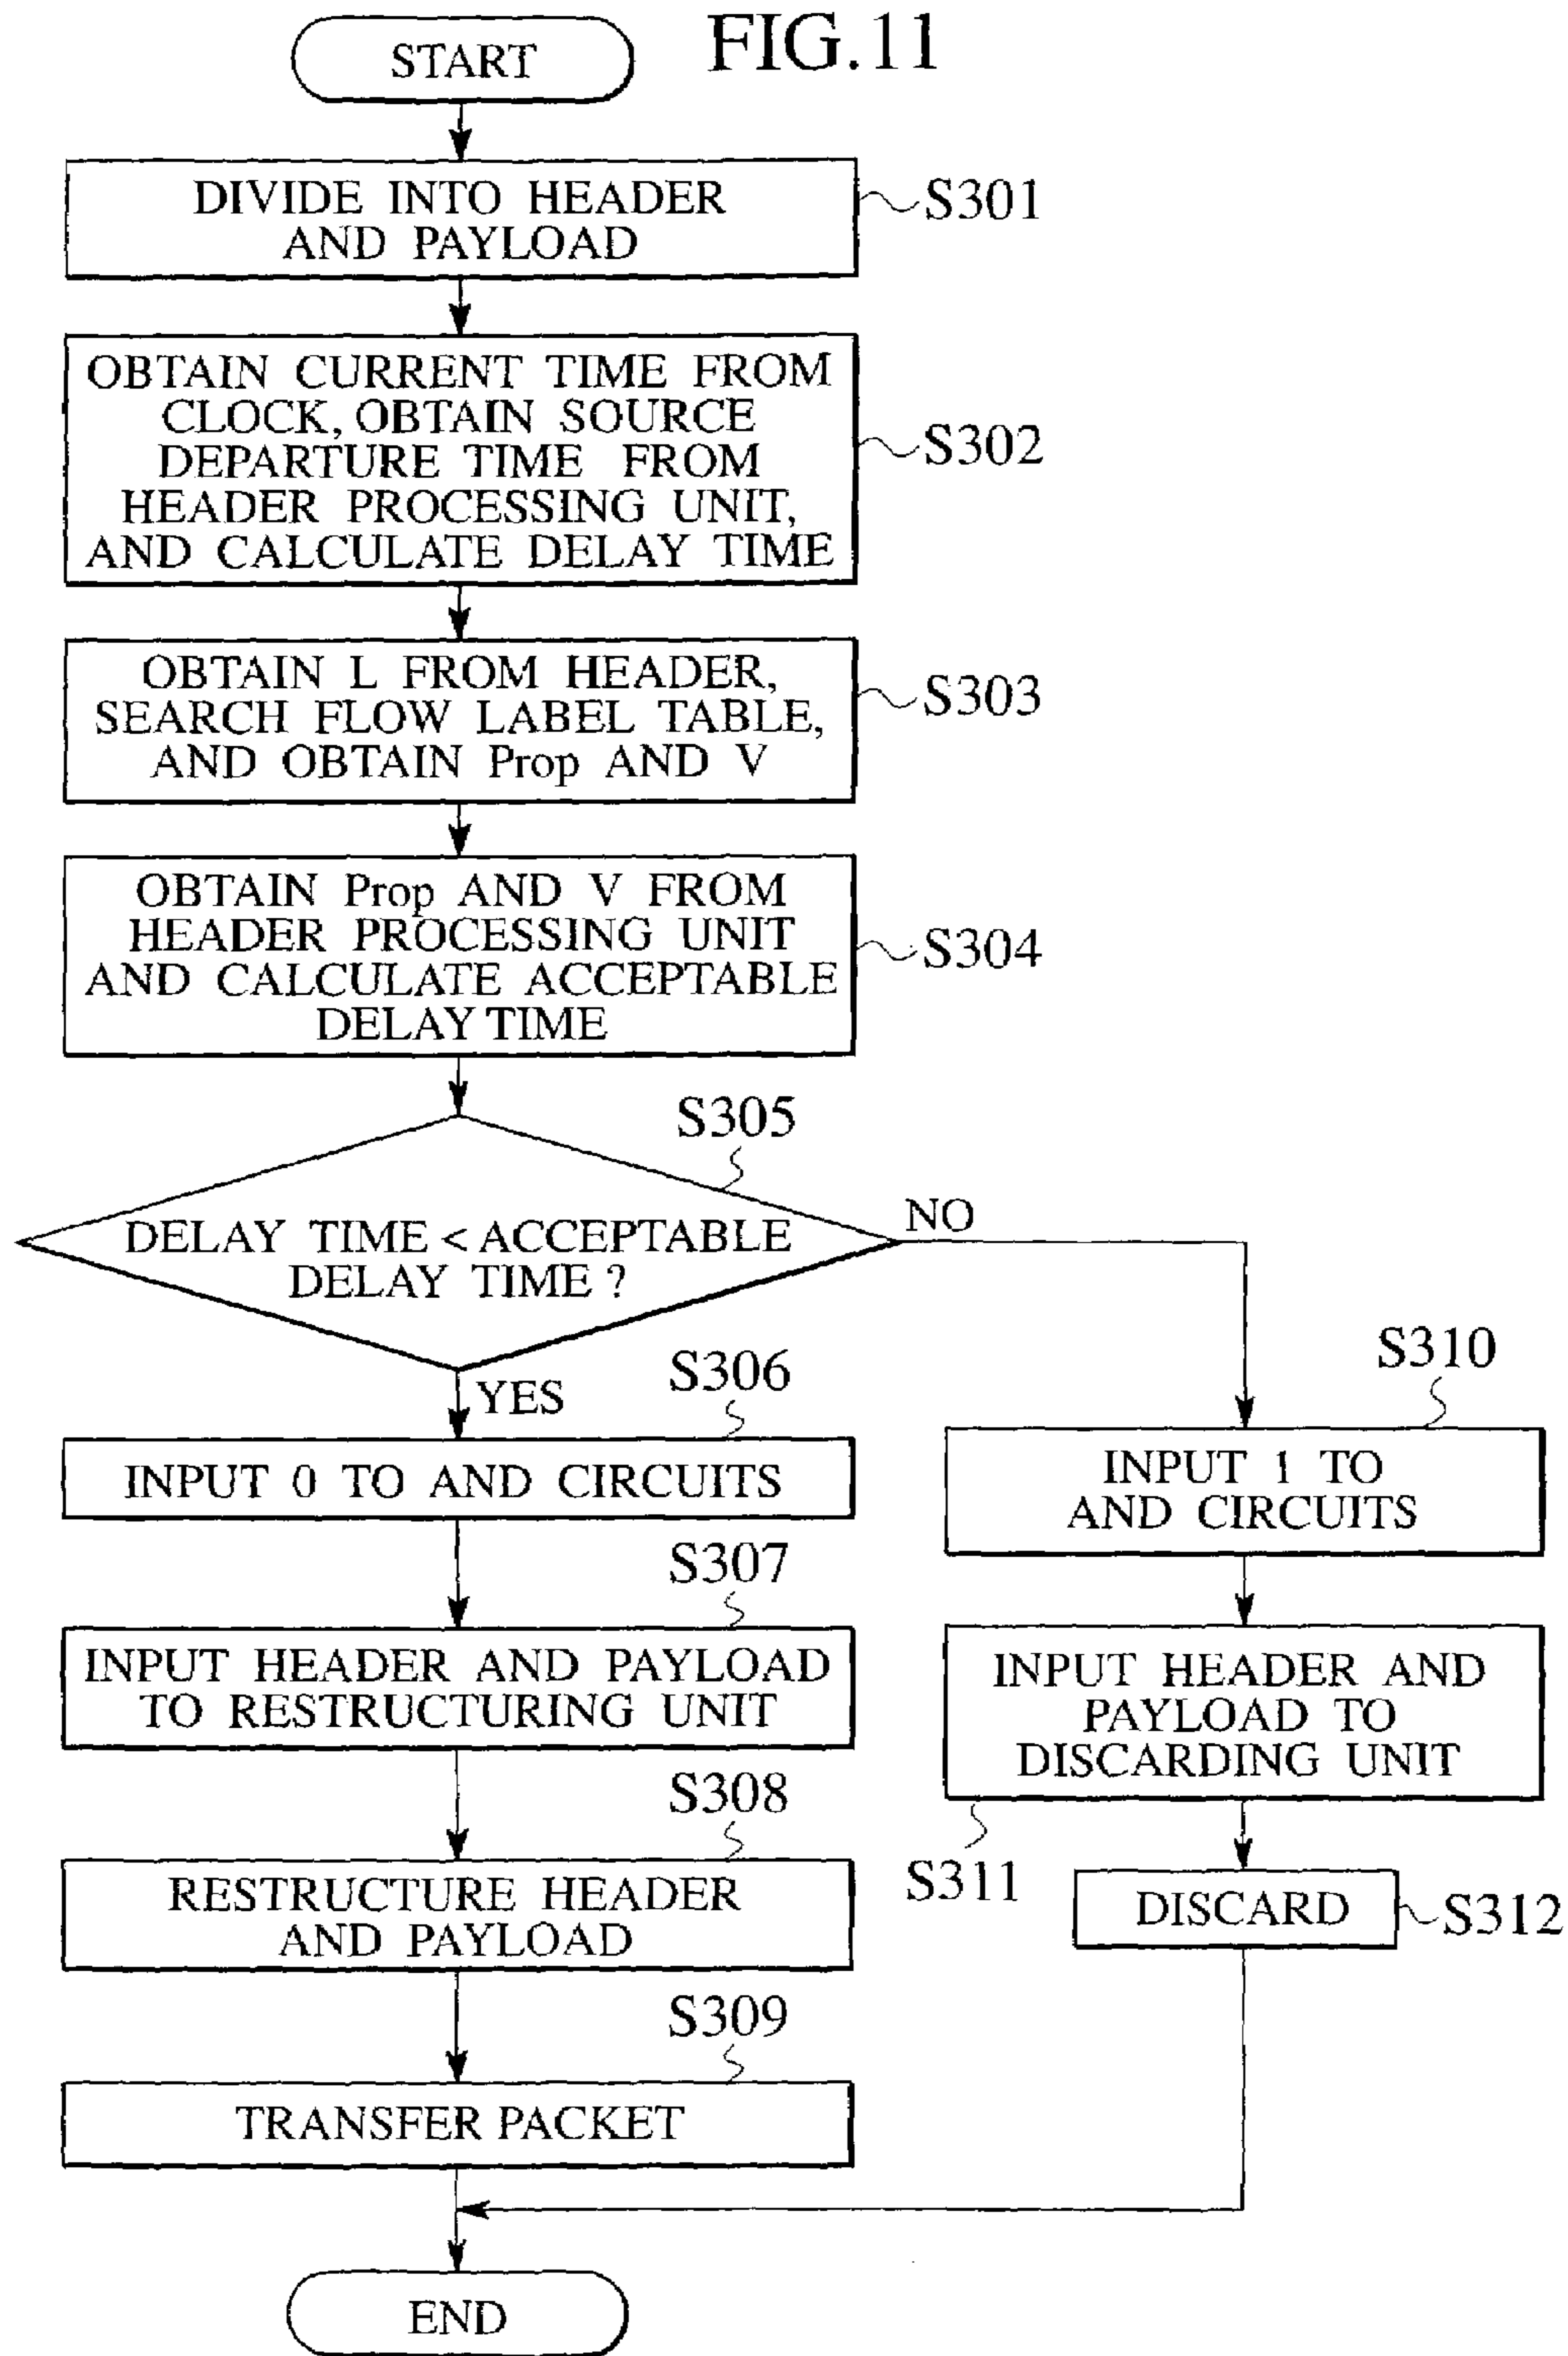 FIG.11
START
DIVIDE INTO HEADER
AND PAYLOAD
S301
OBTAIN CURRENT TIME FROM
CLOCK, OBTAIN SOURCE
DEPARTURE TIME FROM
HEADER PROCESSING UNIT,
AND CALCULATE DELAY TIME
S302
OBTAIN L FROM HEADER,
SEARCH FLOW LABEL TABLE,
AND OBTAIN Prop AND V
S303
OBTAIN Prop AND V FROM
HEADER PROCESSING UNIT
AND CALCULATE ACCEPTABLE
DELAY TIME
S304
S305
DELAY TIME < ACCEPTABLE
DELAY TIME ?
NO
YES
S306
INPUT 0 TO AND CIRCUITS
S307
INPUT HEADER AND PAYLOAD
TO RESTRUCTURING UNIT
S308
RESTRUCTURE HEADER
AND PAYLOAD
S309
TRANSFER PACKET
S310
INPUT 1 TO
AND CIRCUITS
INPUT HEADER AND
PAYLOAD TO
DISCARDING UNIT
S311
DISCARD
S312
END